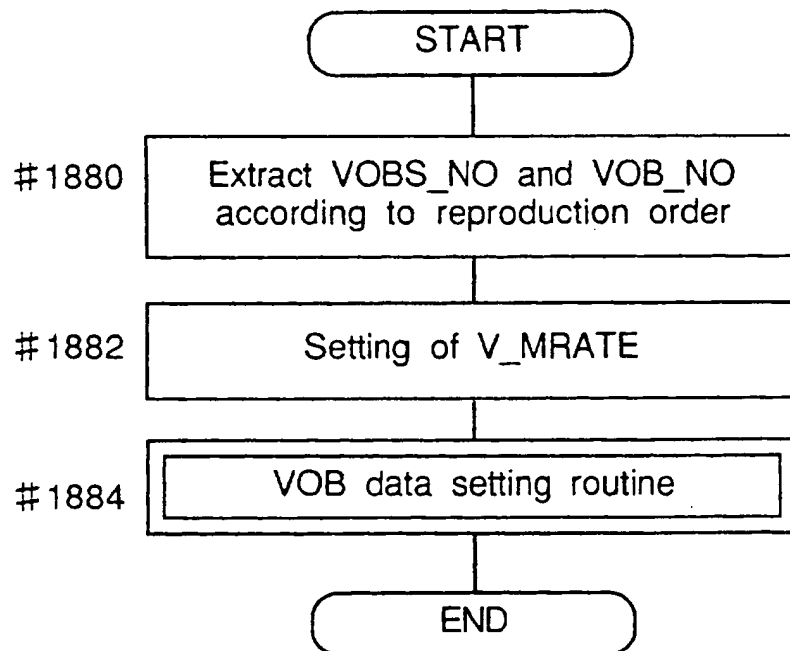 START
#1880
Extract VOBS_NO and VOB_NO
according to reproduction order
#1882
Setting of V_MRATE
#1884
VOB data setting routine
END